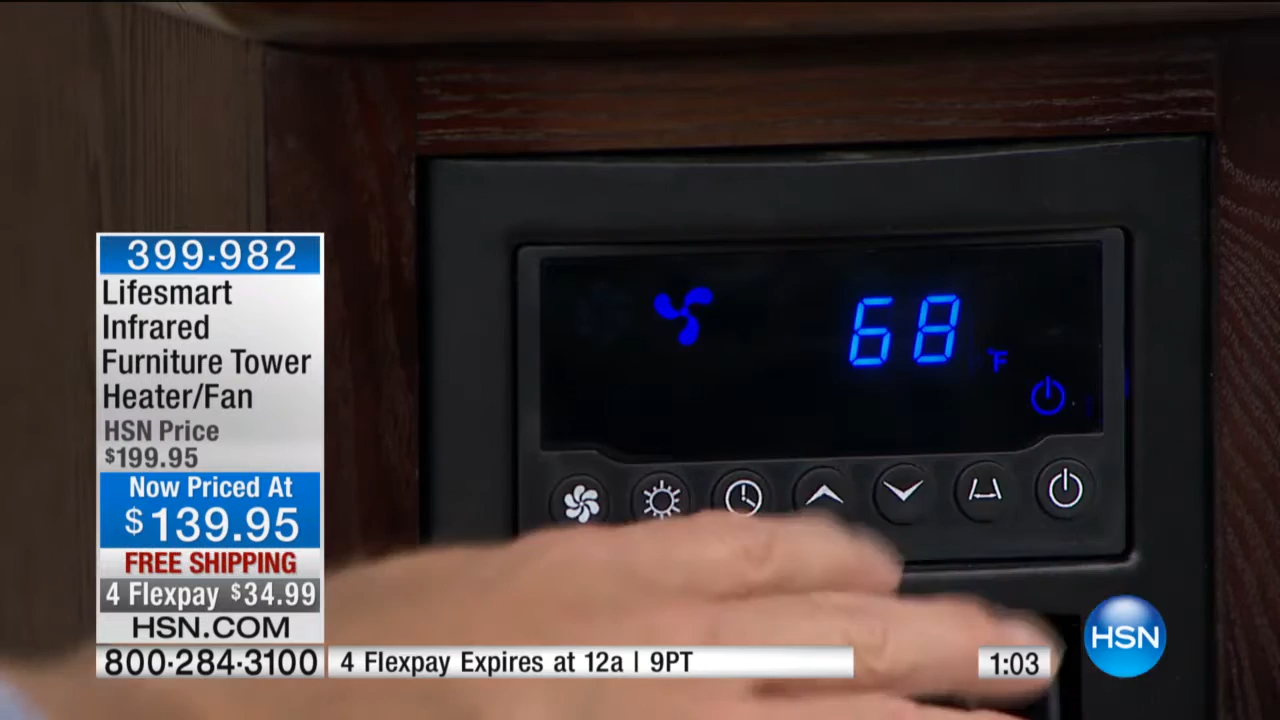 399-982
Lifesmart
Infrared
Furniture Tower
Heater/Fan
HSN Price
$199.95
Now Priced At
$139.95
FREE SHIPPING
4 Flexpay $34.99
HSN.COM
800-284-3100
4 Flexpay Expires at 12a | 9PT
1:03
HSN
68 °F